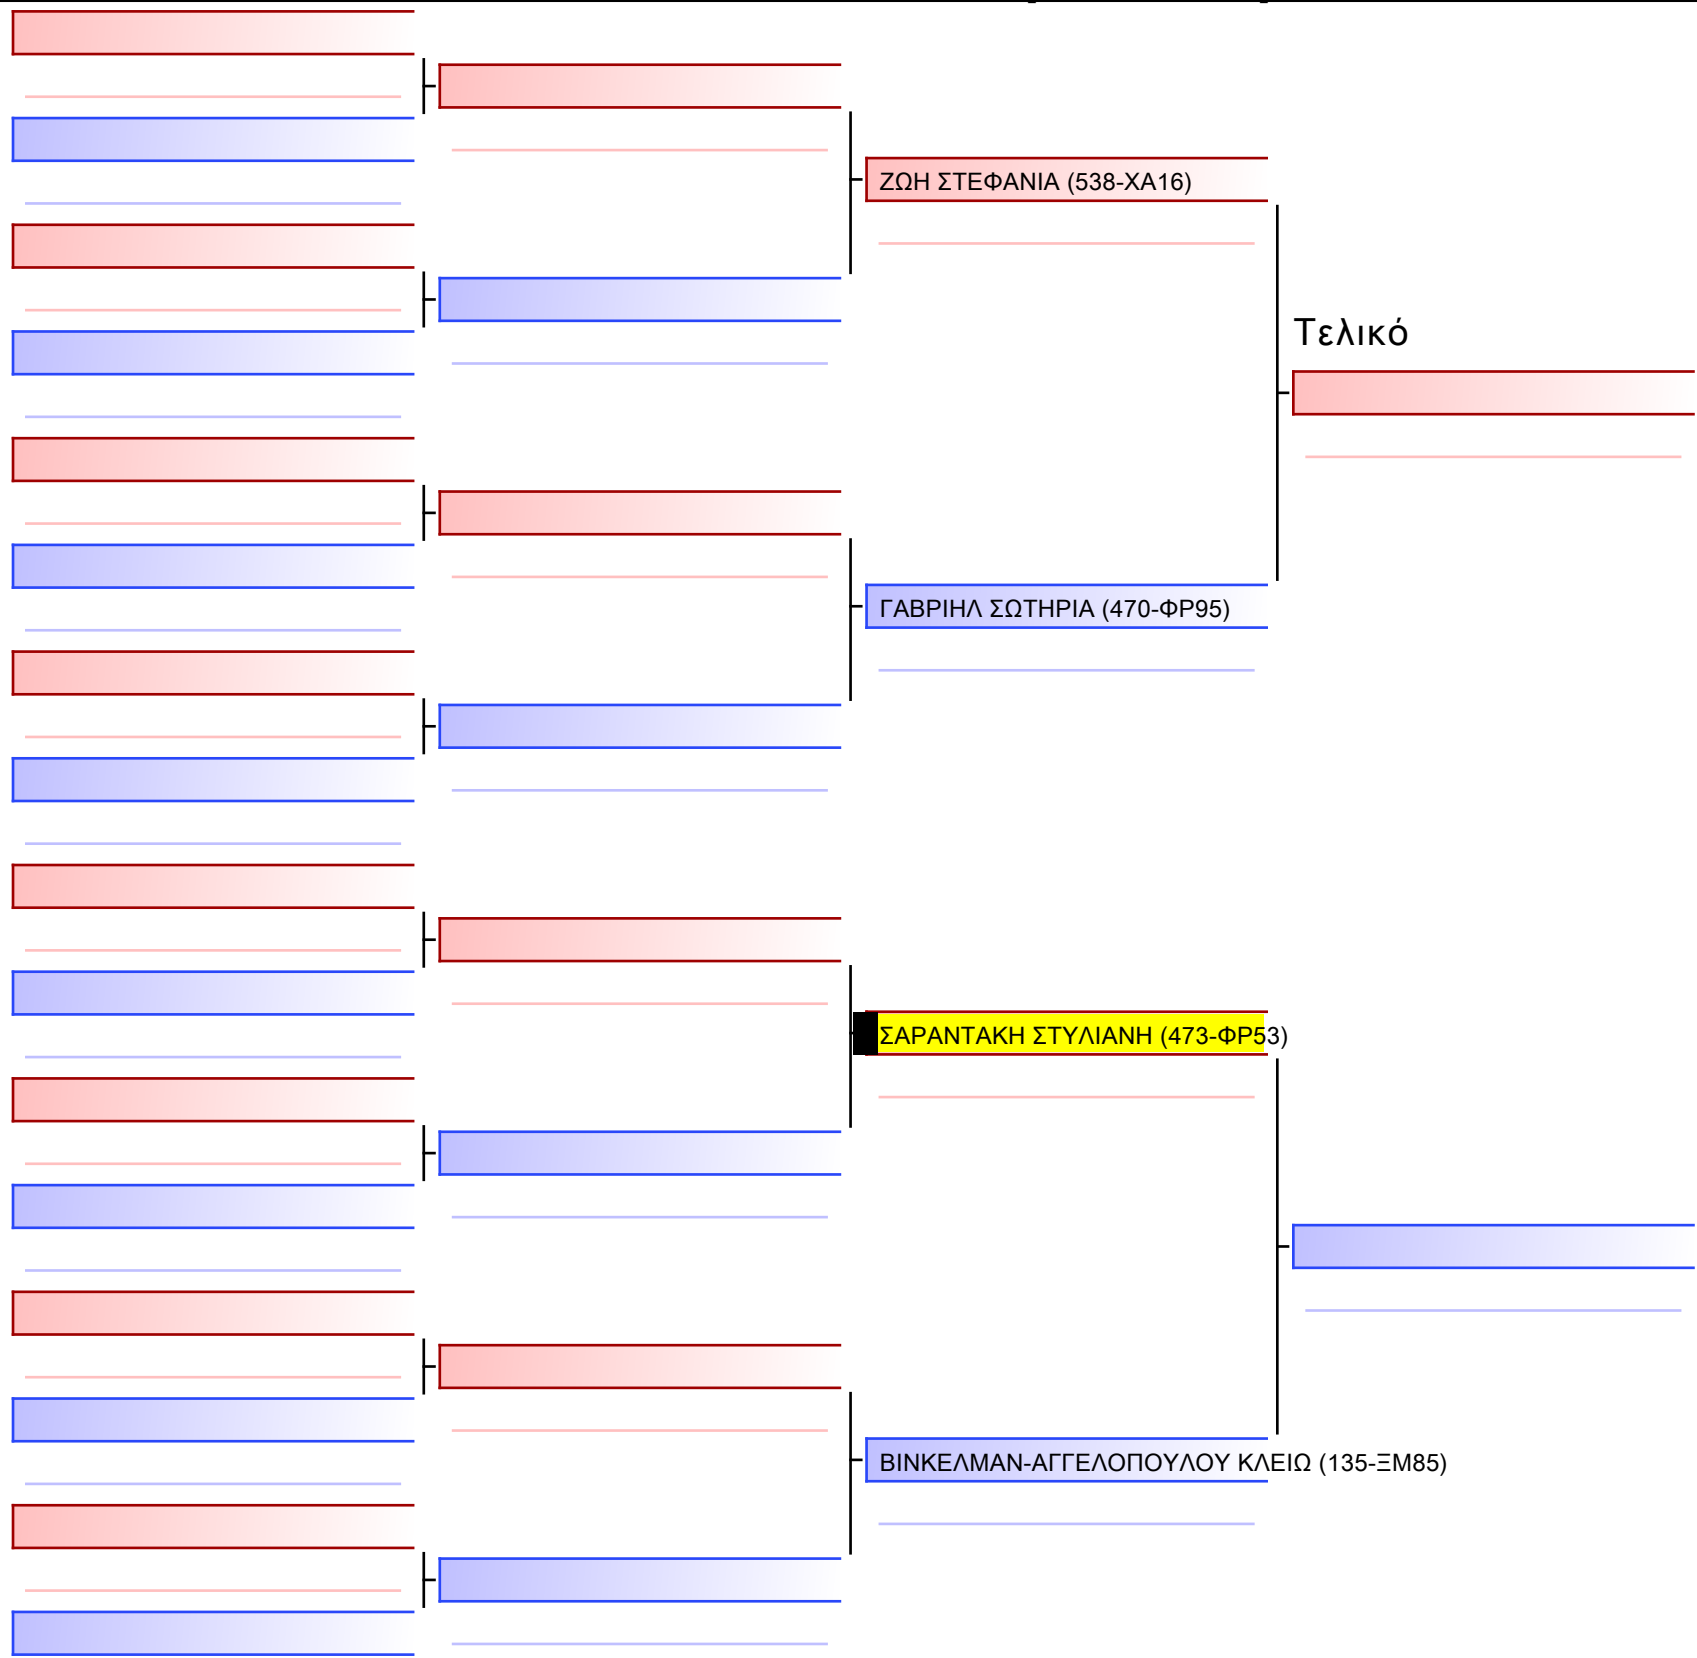 ΖΩΗ ΣΤΕΦΑΝΙΑ (538-ΧΑ16)
Τελικό
ΓΑΒΡΙΗΛ ΣΩΤΗΡΙΑ (470-ΦΡ95)
ΣΑΡΑΝΤΑΚΗ ΣΤΥΛΙΑΝΗ (473-ΦΡ53)
ΒΙΝΚΕΛΜΑΝ-ΑΓΓΕΛΟΠΟΥΛΟΥ ΚΛΕΙΩ (135-ΞΜ85)